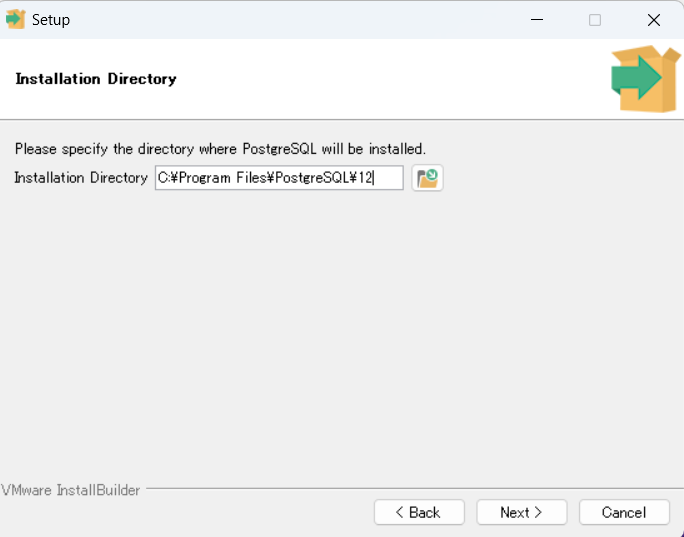 Setup
Installation Directory
Please specify the directory where PostgreSQL will be installed.
Installation Directory C:¥Program Files¥PostgreSQL¥12
VMware InstallBuilder
< Back Next > Cancel